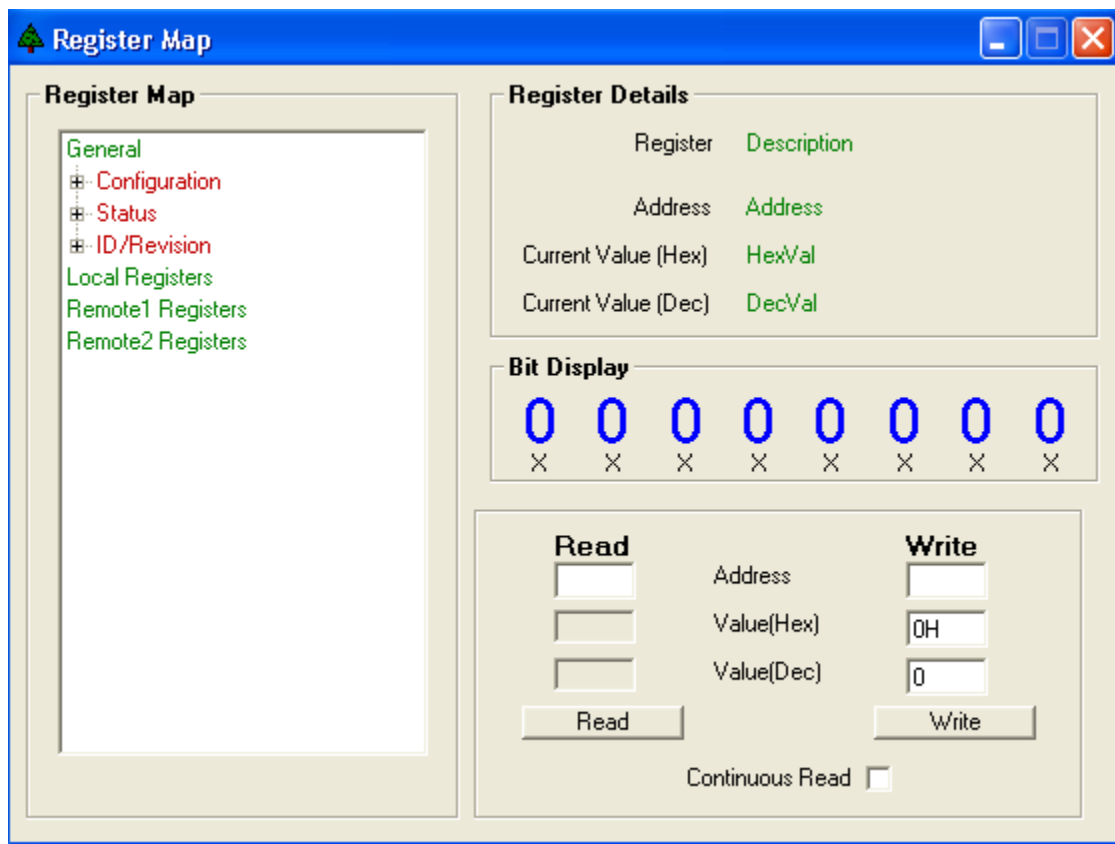 Register Map
Register Map
General
Configuration
Status
ID/Revision
Local Registers
Remote1 Registers
Remote2 Registers
Register Details
Register Description
Address Address
Current Value (Hex) HexVal
Current Value (Dec) DecVal
Bit Display
0 0 0 0 0 0 0 0
X X X X X X X X
Read Write
Address
Value(Hex) 0H
Value(Dec) 0
Read Write
Continuous Read